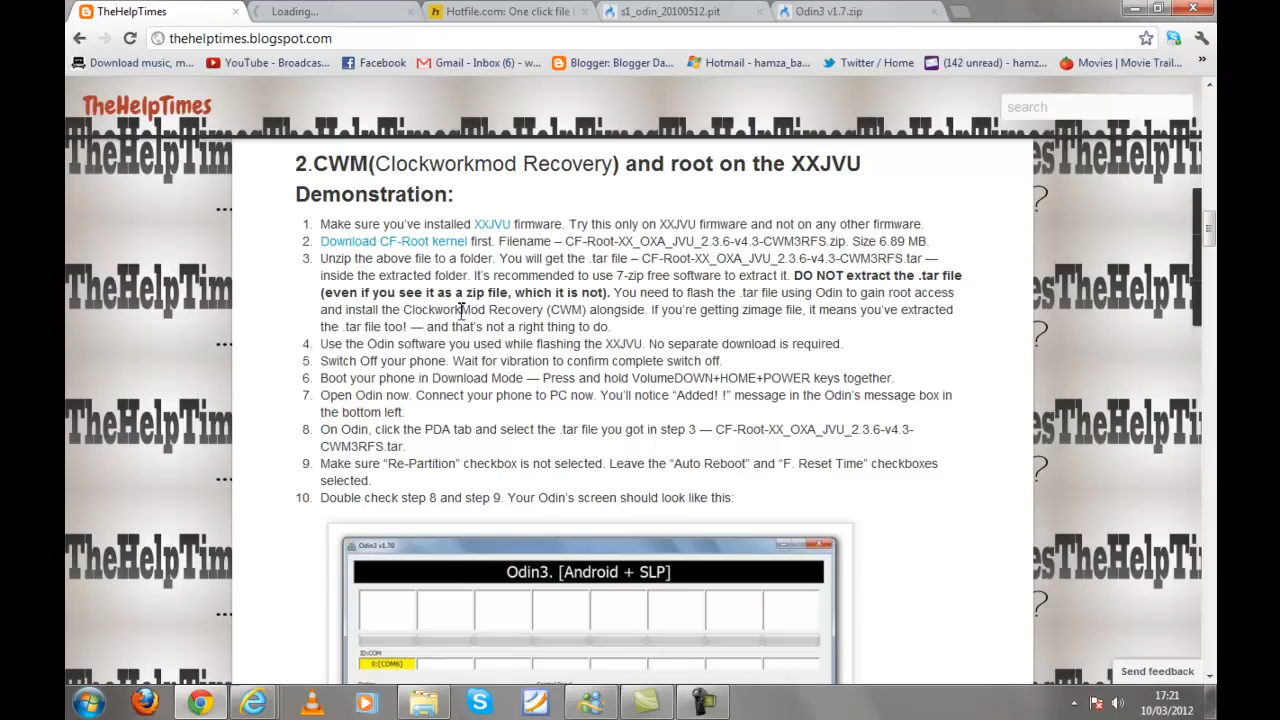 TheHelpTimes
Loading...
Hotfile.com: One click file
s1_odin_20100512.pit
Odin3 v1.7.zip
thehelptimes.blogspot.com
Download music, m...
YouTube - Broadcas...
Facebook
Gmail - Inbox (6) - w...
Blogger: Blogger Da...
Hotmail - hamza_ba...
Twitter / Home
(142 unread) - hamz...
Movies | Movie Trail...
»
TheHelpTimes
search
2.CWM(Clockworkmod Recovery) and root on the XXJVU
Demonstration:
1. Make sure you've installed XXJVU firmware. Try this only on XXJVU firmware and not on any other firmware.
2. Download CF-Root kernel first. Filename – CF-Root-XX_OXA_JVU_2.3.6-v4.3-CWM3RFS.zip. Size 6.89 MB.
3. Unzip the above file to a folder. You will get the .tar file – CF-Root-XX_OXA_JVU_2.3.6-v4.3-CWM3RFS.tar —
inside the extracted folder. It's recommended to use 7-zip free software to extract it. DO NOT extract the .tar file
(even if you see it as a zip file, which it is not). You need to flash the .tar file using Odin to gain root access
and install the ClockworkMod Recovery (CWM) alongside. If you're getting zimage file, it means you've extracted
the .tar file too! — and that's not a right thing to do.
4. Use the Odin software you used while flashing the XXJVU. No separate download is required.
5. Switch Off your phone. Wait for vibration to confirm complete switch off.
6. Boot your phone in Download Mode — Press and hold VolumeDOWN+HOME+POWER keys together.
7. Open Odin now. Connect your phone to PC now. You'll notice “Added! !” message in the Odin's message box in
the bottom left.
8. On Odin, click the PDA tab and select the .tar file you got in step 3 — CF-Root-XX_OXA_JVU_2.3.6-v4.3-
CWM3RFS.tar.
9. Make sure “Re-Partition” checkbox is not selected. Leave the “Auto Reboot” and “F. Reset Time” checkboxes
selected.
10. Double check step 8 and step 9. Your Odin's screen should look like this:
Odin3 v1.70
Odin3. [Android + SLP]
ID:COM
0:[COM6]
Send feedback
17:21
10/03/2012